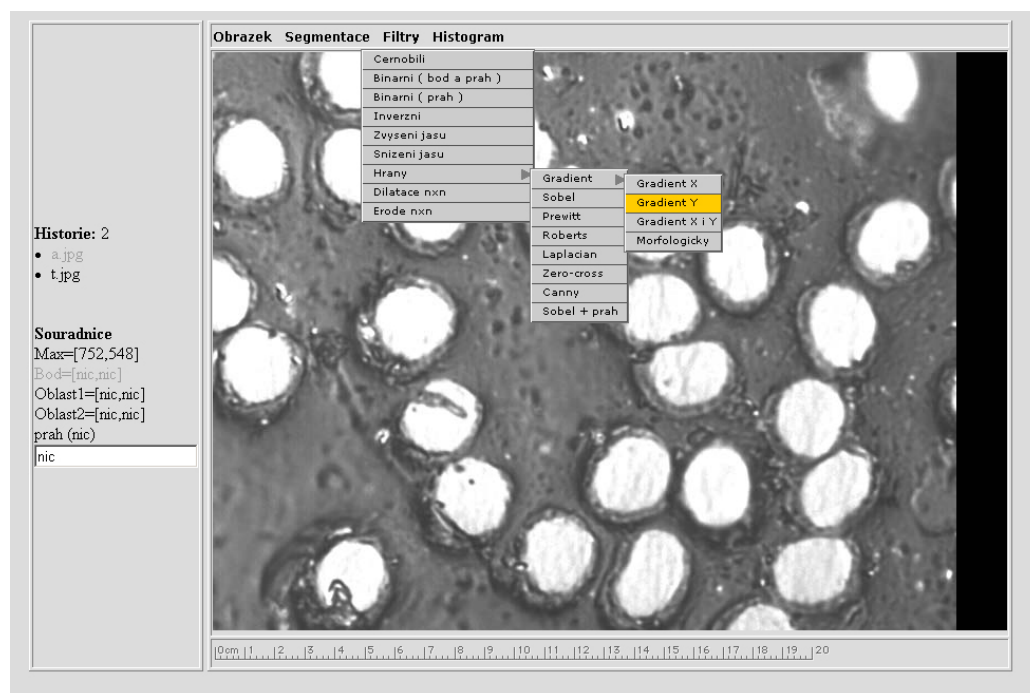 Obrazek Segmentace Filtry Histogram
Cernobili
Binarni ( bod a prah )
Binarni ( prah )
Inverzni
Zvyseni jasu
Snizeni jasu
Hrany
Dilatace nxn
Erode nxn
Gradient
Sobel
Prewitt
Roberts
Laplacian
Zero-cross
Canny
Sobel + prah
Gradient X
Gradient Y
Gradient X i Y
Morfologicky
Historie: 2
• a.jpg
• t.jpg
Souradnice
Max=[752,548]
Bod=[nic,nic]
Oblast1=[nic,nic]
Oblast2=[nic,nic]
prah (nic)
nic
0cm 1 2 3 4 5 6 7 8 9 10 11 12 13 14 15 16 17 18 19 20